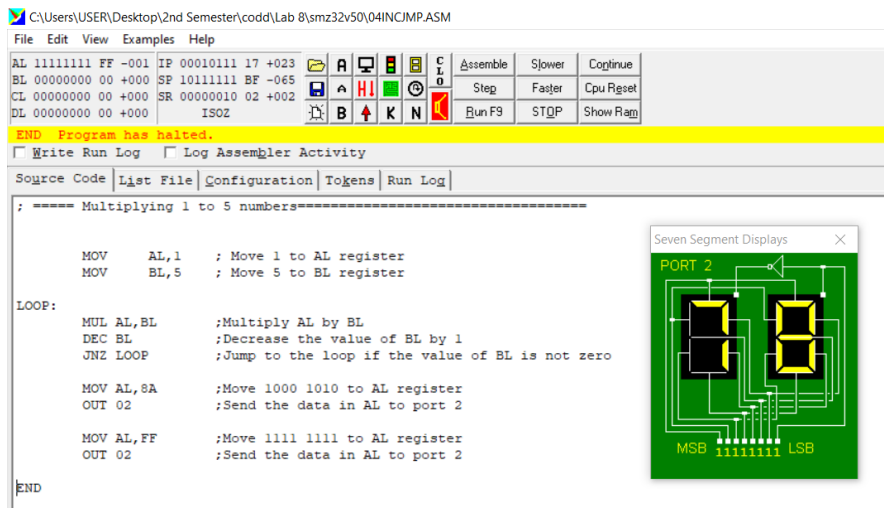 C:\Users\USER\Desktop\2nd Semester\codd\Lab 8\smz32v50\04INCJMP.ASM
File Edit View Examples Help
AL 11111111 FF -001 IP 00010111 17 +023
BL 00000000 00 +000 SP 10111111 BF -065
CL 00000000 00 +000 SR 00000010 02 +002
DL 00000000 00 +000 ISOZ
A C L O Assemble Slower Continue
A H Step Faster Cpu Reset
B K N Run F9 STOP Show Ram
END Program has halted.
Write Run Log Log Assembler Activity
Source Code List File Configuration Tokens Run Log
; ===== Multiplying 1 to 5 numbers===================================
MOV AL,1 ; Move 1 to AL register
MOV BL,5 ; Move 5 to BL register
LOOP:
MUL AL,BL ;Multiply AL by BL
DEC BL ;Decrease the value of BL by 1
JNZ LOOP ;Jump to the loop if the value of BL is not zero
MOV AL,8A ;Move 1000 1010 to AL register
OUT 02 ;Send the data in AL to port 2
MOV AL,FF ;Move 1111 1111 to AL register
OUT 02 ;Send the data in AL to port 2
END
Seven Segment Displays
PORT 2
78
MSB 11111111 LSB